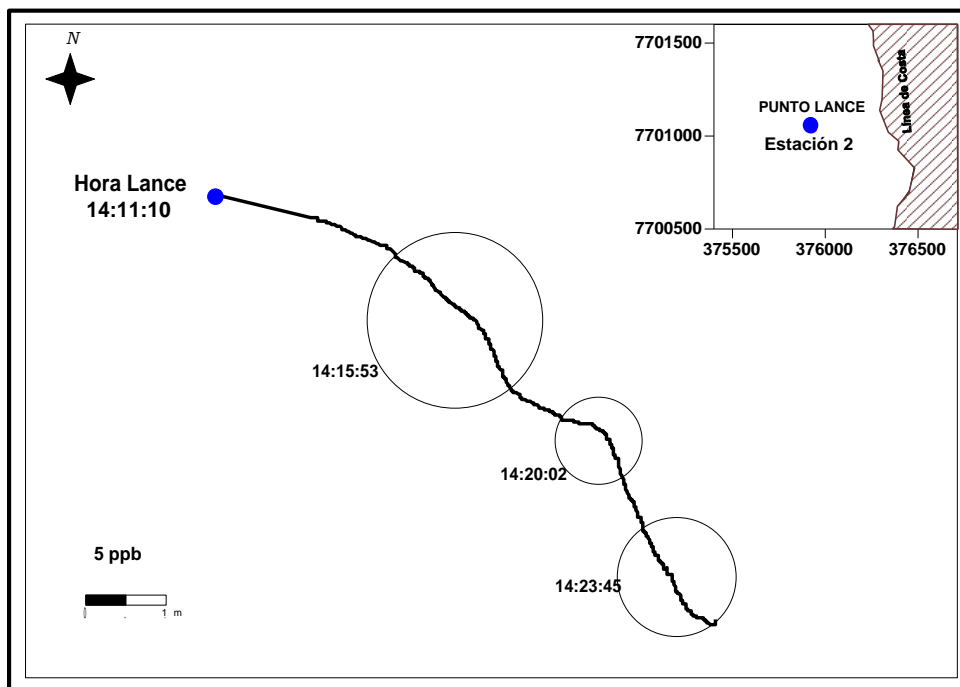 N
Hora Lance
14:11:10
14:15:53
14:20:02
14:23:45
5 ppb
1 m
7701500
7701000
7700500
375500 376000 376500
PUNTO LANCE
Estación 2
Línea de Costa